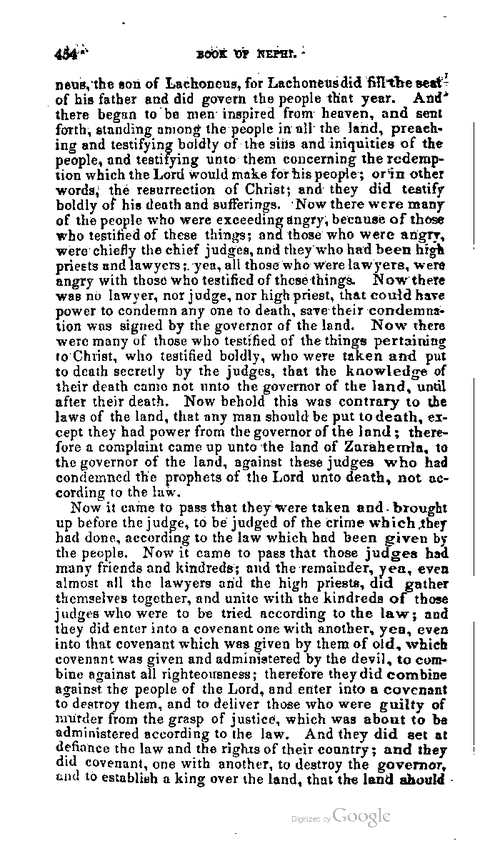 454
BOOK OF NEPHI.
neus, the son of Lachoneus, for Lachoneus did fill the seat
of his father and did govern the people that year. And
there began to be men inspired from heaven, and sent
forth, standing among the people in all the land, preach-
ing and testifying boldly of the sins and iniquities of the
people, and testifying unto them concerning the redemp-
tion which the Lord would make for his people; or in other
words, the resurrection of Christ; and they did testify
boldly of his death and sufferings. Now there were many
of the people who were exceeding angry, because of those
who testified of these things; and those who were angry,
were chiefly the chief judges, and they who had been high
priests and lawyers; yea, all those who were lawyers, were
angry with those who testified of these things. Now there
was no lawyer, nor judge, nor high priest, that could have
power to condemn any one to death, save their condemna-
tion was signed by the governor of the land. Now there
were many of those who testified of the things pertaining
to Christ, who testified boldly, who were taken and put
to death secretly by the judges, that the knowledge of
their death came not unto the governor of the land, until
after their death. Now behold this was contrary to the
laws of the land, that any man should be put to death, ex-
cept they had power from the governor of the land; there-
fore a complaint came up unto the land of Zarahemla, to
the governor of the land, against these judges who had
condemned the prophets of the Lord unto death, not ac-
cording to the law.
Now it came to pass that they were taken and brought
up before the judge, to be judged of the crime which they
had done, according to the law which had been given by
the people. Now it came to pass that those judges had
many friends and kindreds; and the remainder, yea, even
almost all the lawyers and the high priests, did gather
themselves together, and unite with the kindreds of those
judges who were to be tried according to the law; and
they did enter into a covenant one with another, yea, even
into that covenant which was given by them of old, which
covenant was given and administered by the devil, to com-
bine against all righteousness; therefore they did combine
against the people of the Lord, and enter into a covenant
to destroy them, and to deliver those who were guilty of
murder from the grasp of justice, which was about to be
administered according to the law. And they did set at
defiance the law and the rights of their country; and they
did covenant, one with another, to destroy the governor,
and to establish a king over the land, that the land should
Digitized by Google